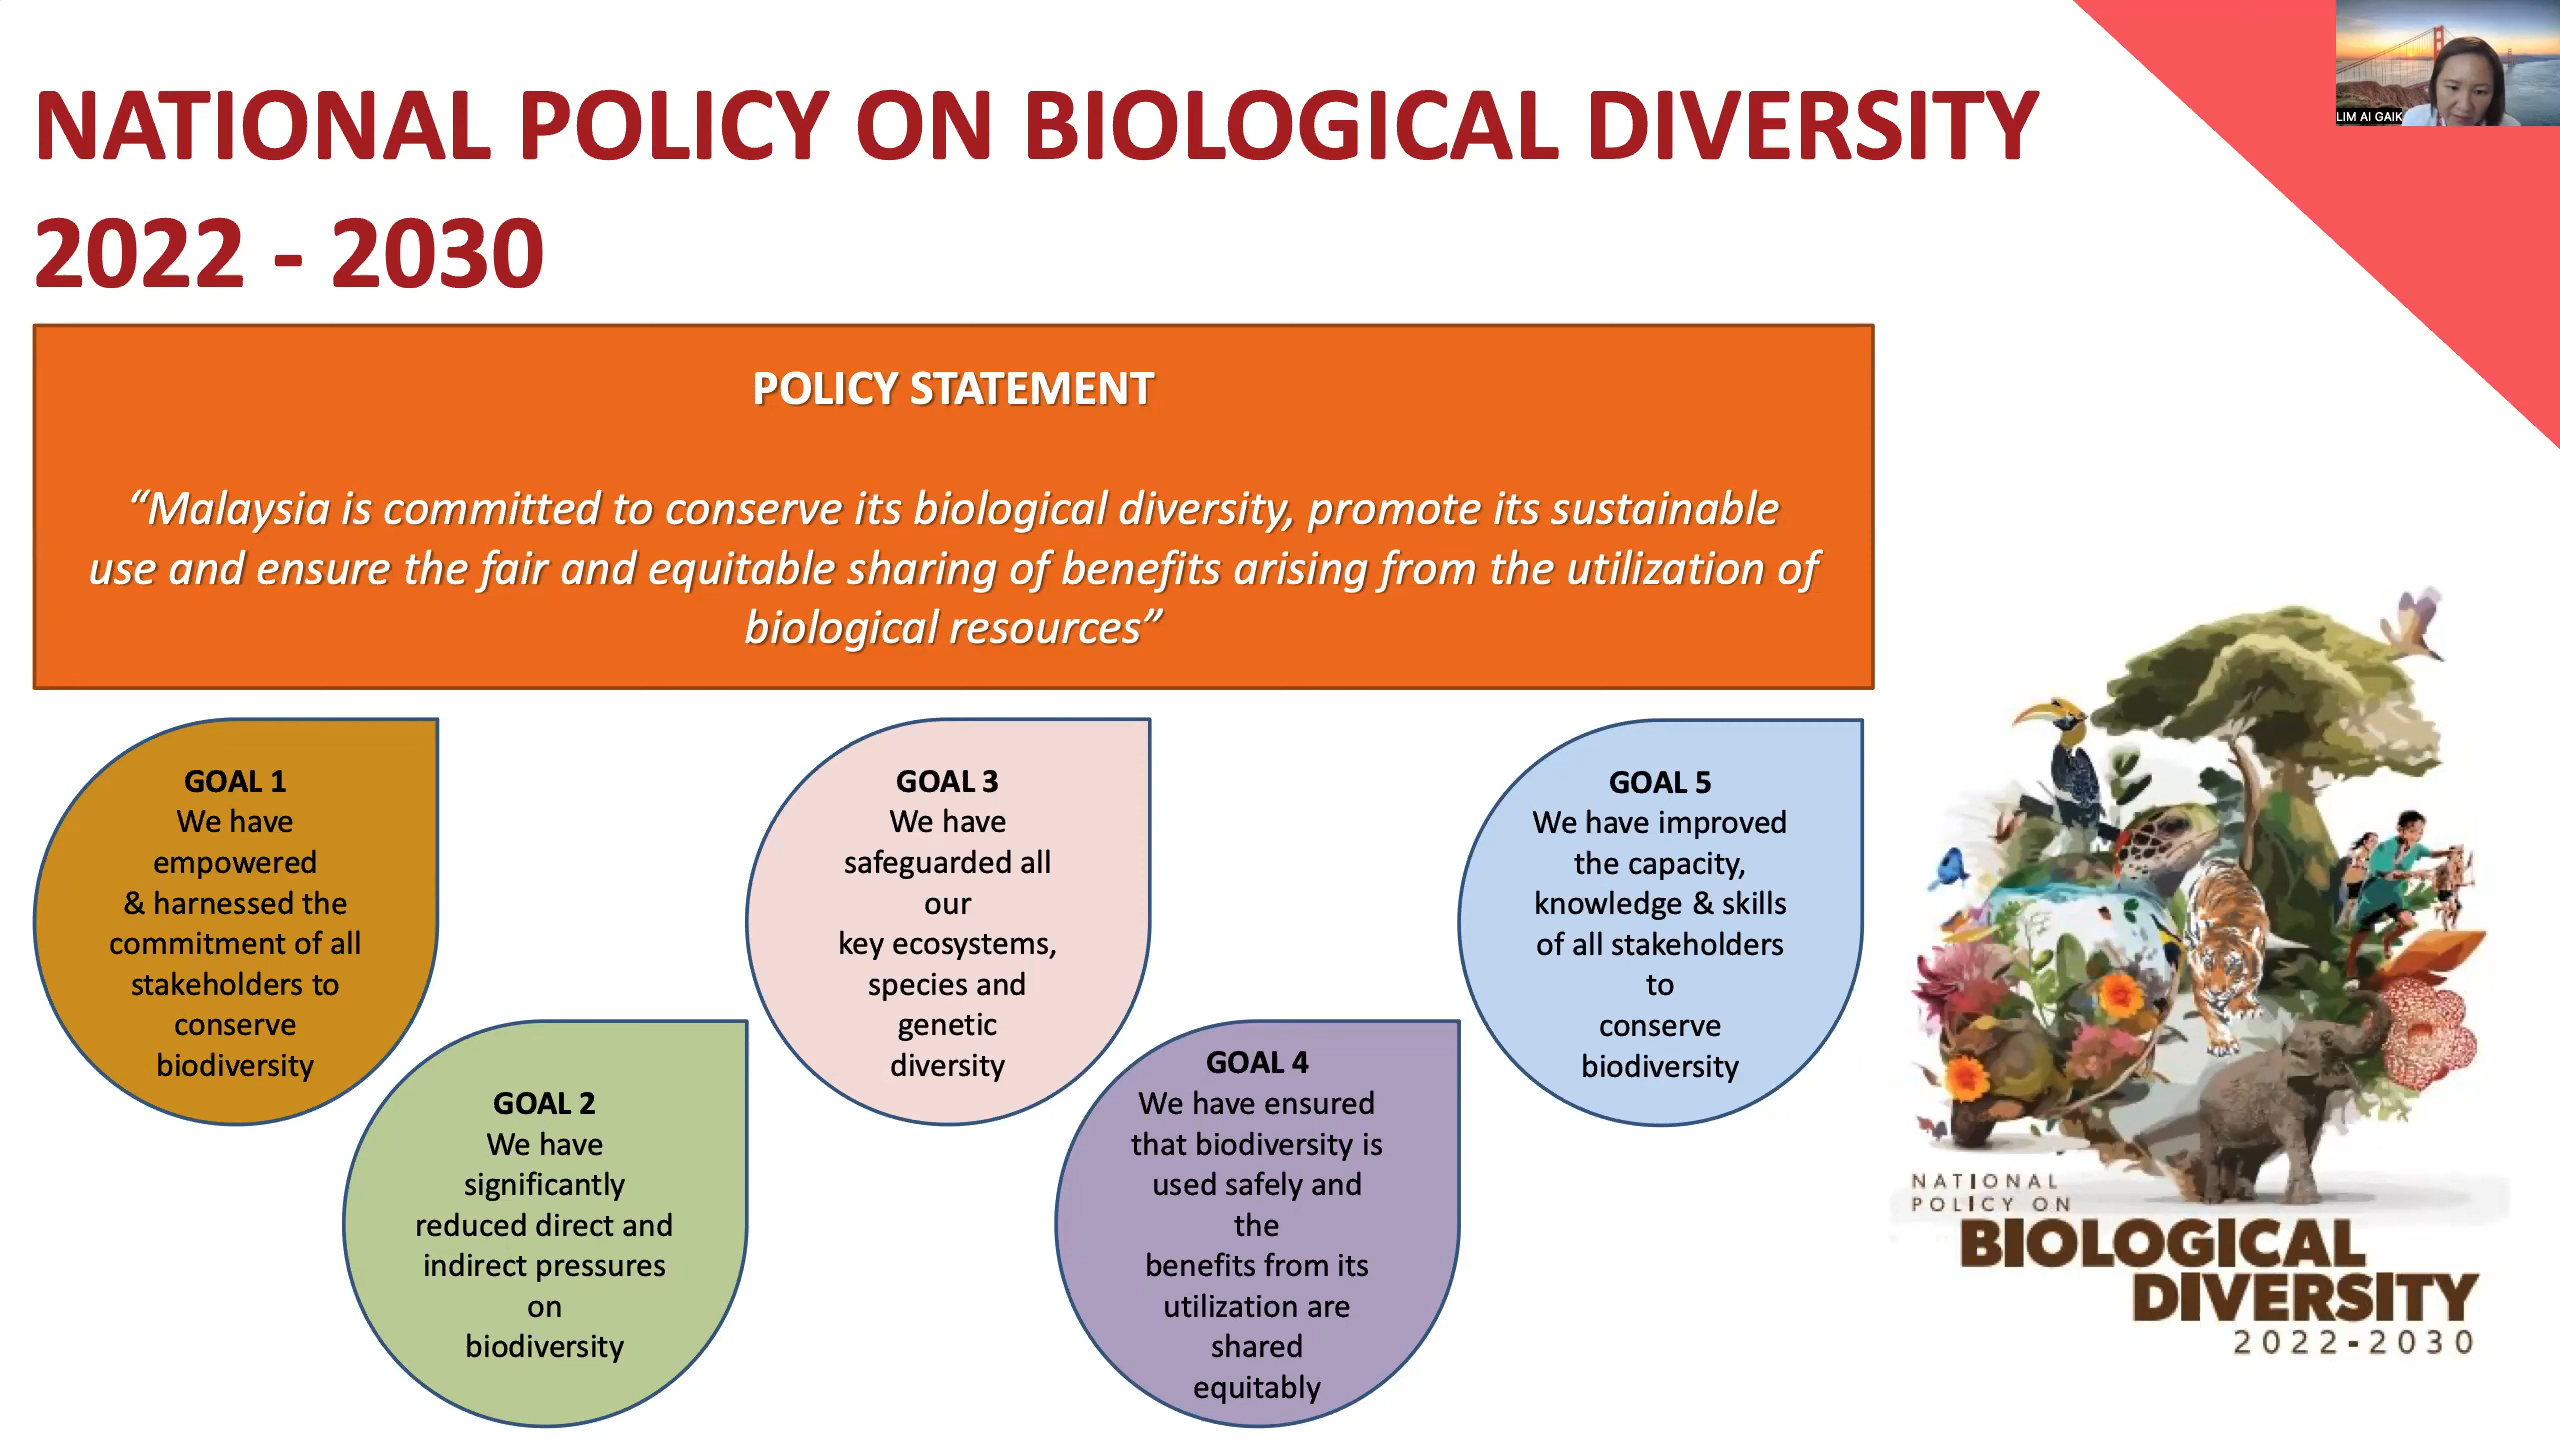 NATIONAL POLICY ON BIOLOGICAL DIVERSITY
2022 - 2030
LIM AI GAIK
POLICY STATEMENT
“Malaysia is committed to conserve its biological diversity, promote its sustainable
use and ensure the fair and equitable sharing of benefits arising from the utilization of
biological resources”
GOAL 1
We have
empowered
& harnessed the
commitment of all
stakeholders to
conserve
biodiversity
GOAL 2
We have
significantly
reduced direct and
indirect pressures
on
biodiversity
GOAL 3
We have
safeguarded all
our
key ecosystems,
species and
genetic
diversity
GOAL 4
We have ensured
that biodiversity is
used safely and
the
benefits from its
utilization are
shared
equitably
GOAL 5
We have improved
the capacity,
knowledge & skills
of all stakeholders
to
conserve
biodiversity
NATIONAL
POLICY ON
BIOLOGICAL
DIVERSITY
2022-2030